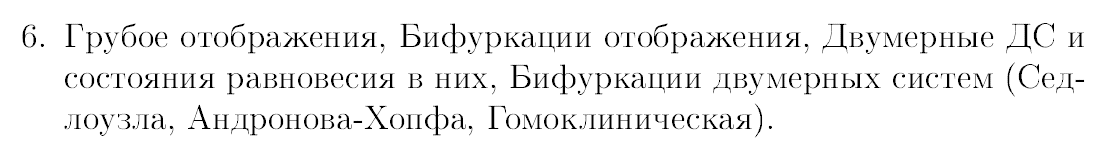 6. Грубое отображения, Бифуркации отображения, Двумерные ДС и
состояния равновесия в них, Бифуркации двумерных систем (Сед-
лоузла, Андронова-Хопфа, Гомоклиническая).